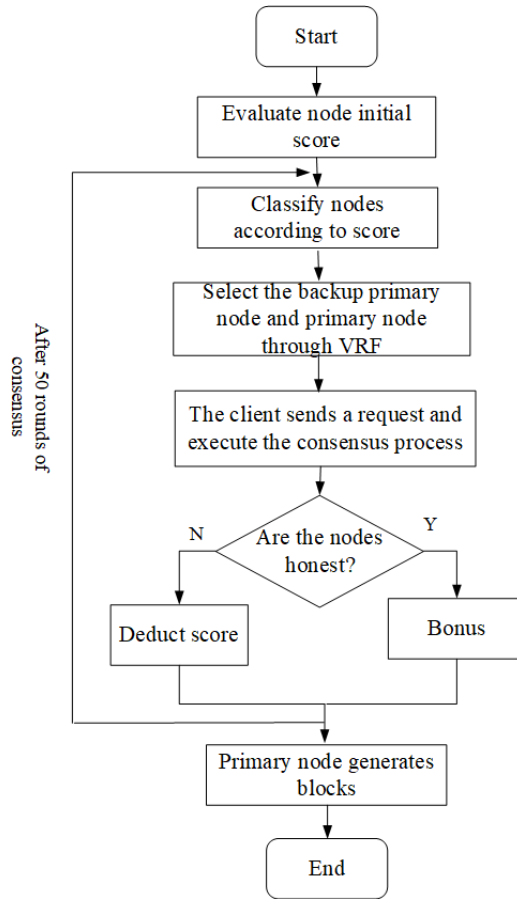 Start
Evaluate node initial
score
Classify nodes
according to score
Select the backup primary
node and primary node
through VRF
After 50 rounds of
consensus
The client sends a request and
execute the consensus process
N
Are the nodes
honest?
Y
Deduct score
Bonus
Primary node generates
blocks
End